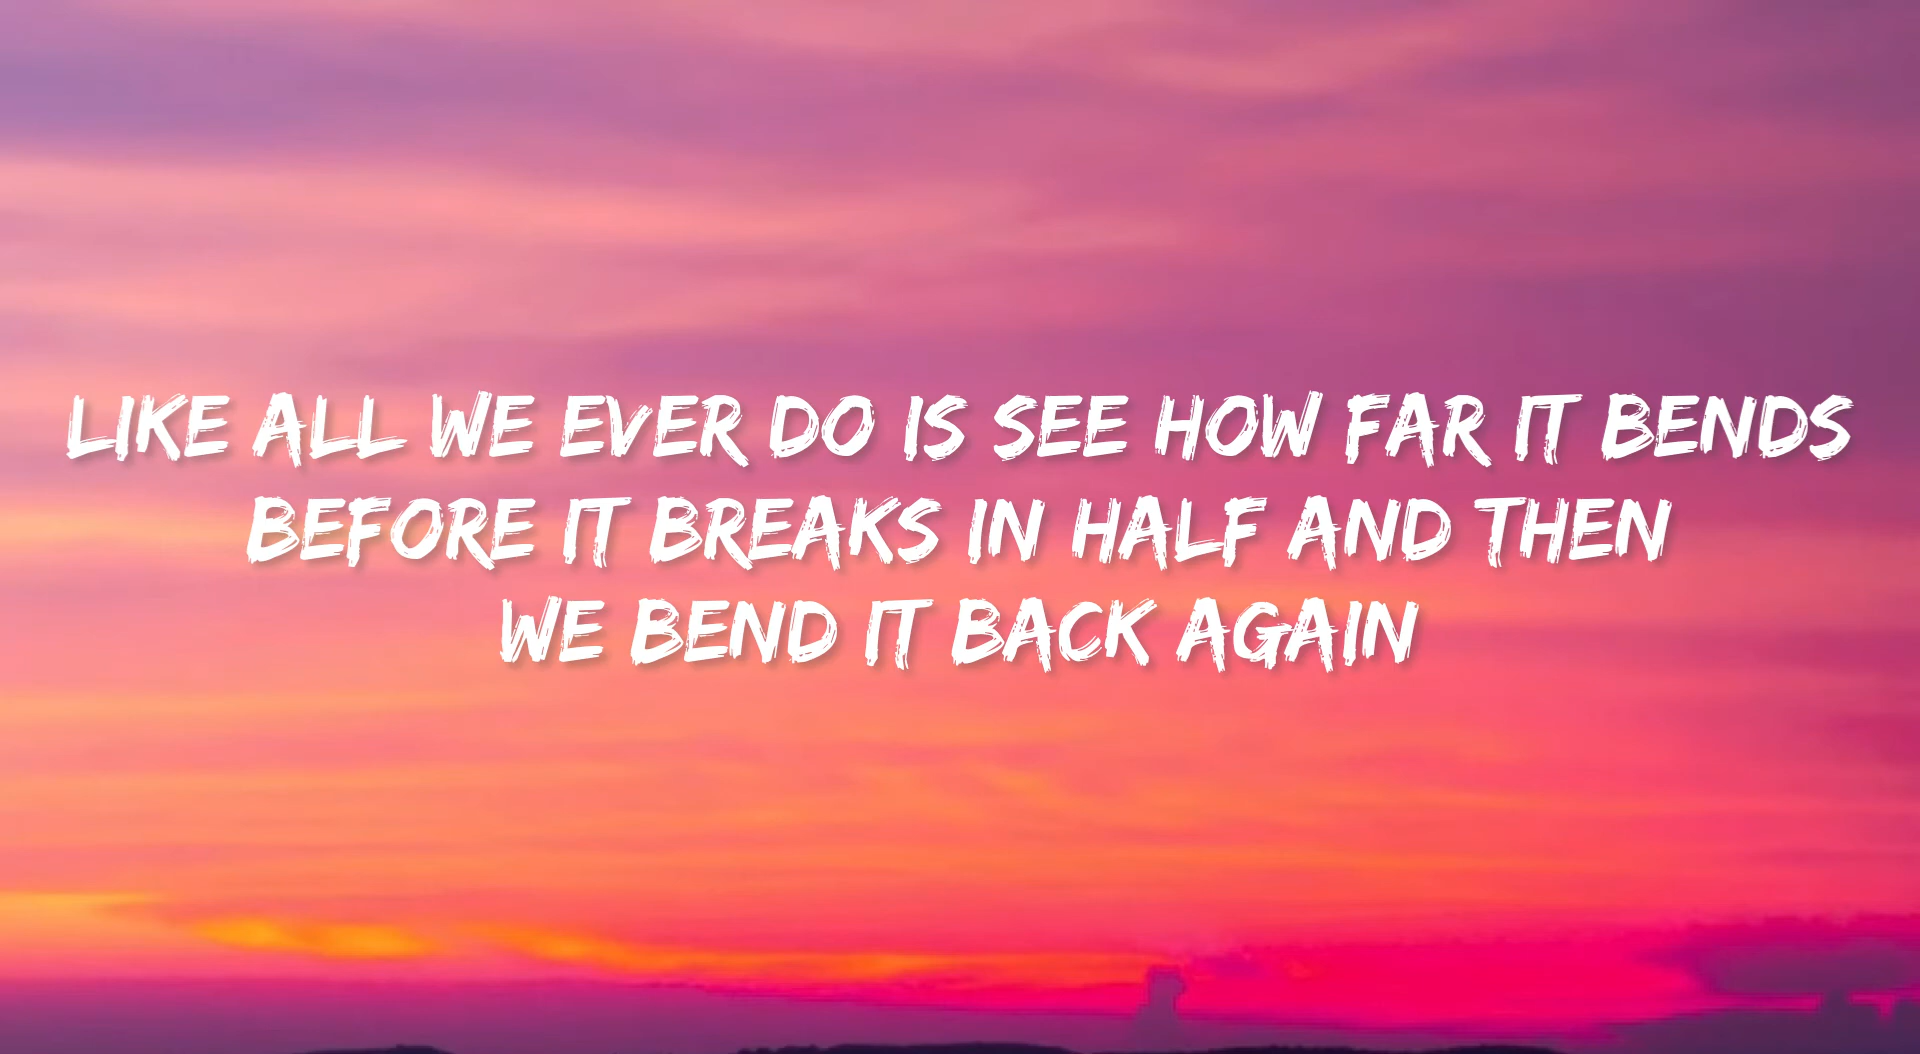 LIKE ALL WE EVER DO IS SEE HOW FAR IT BENDS
BEFORE IT BREAKS IN HALF AND THEN
WE BEND IT BACK AGAIN